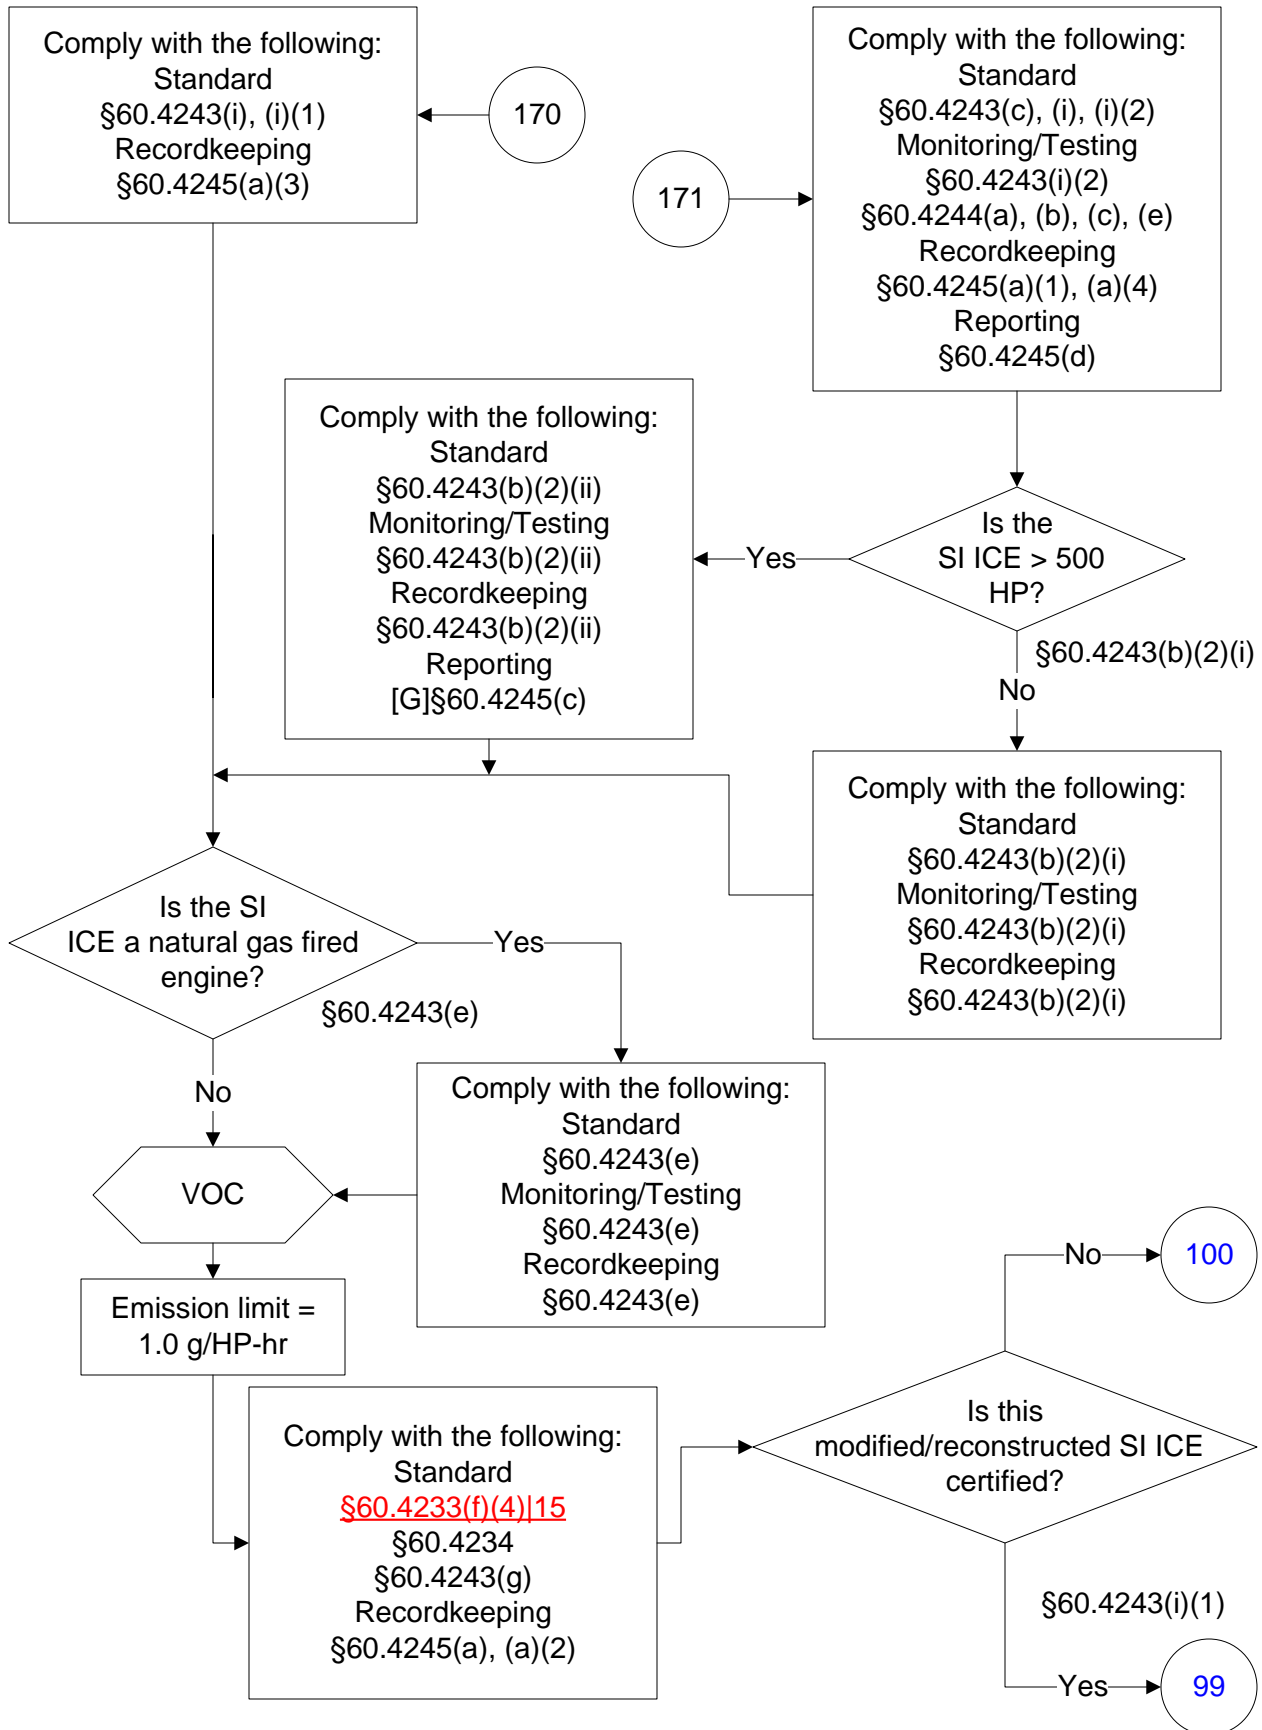 Comply with the following:
Standard
§60.4243(i), (i)(1)
Recordkeeping
§60.4245(a)(3)
170
171
Comply with the following:
Standard
§60.4243(c), (i), (i)(2)
Monitoring/Testing
§60.4243(i)(2)
§60.4244(a), (b), (c), (e)
Recordkeeping
§60.4245(a)(1), (a)(4)
Reporting
§60.4245(d)
Comply with the following:
Standard
§60.4243(b)(2)(ii)
Monitoring/Testing
§60.4243(b)(2)(ii)
Recordkeeping
§60.4243(b)(2)(ii)
Reporting
[G]§60.4245(c)
Yes
Is the
SI ICE > 500
HP?
§60.4243(b)(2)(i)
No
Comply with the following:
Standard
§60.4243(b)(2)(i)
Monitoring/Testing
§60.4243(b)(2)(i)
Recordkeeping
§60.4243(b)(2)(i)
Is the SI
ICE a natural gas fired
engine?
Yes
§60.4243(e)
No
Comply with the following:
Standard
§60.4243(e)
Monitoring/Testing
§60.4243(e)
Recordkeeping
§60.4243(e)
VOC
Emission limit =
1.0 g/HP-hr
Comply with the following:
Standard
§60.4233(f)(4)|15
§60.4234
§60.4243(g)
Recordkeeping
§60.4245(a), (a)(2)
No
100
Is this
modified/reconstructed SI ICE
certified?
§60.4243(i)(1)
Yes
99